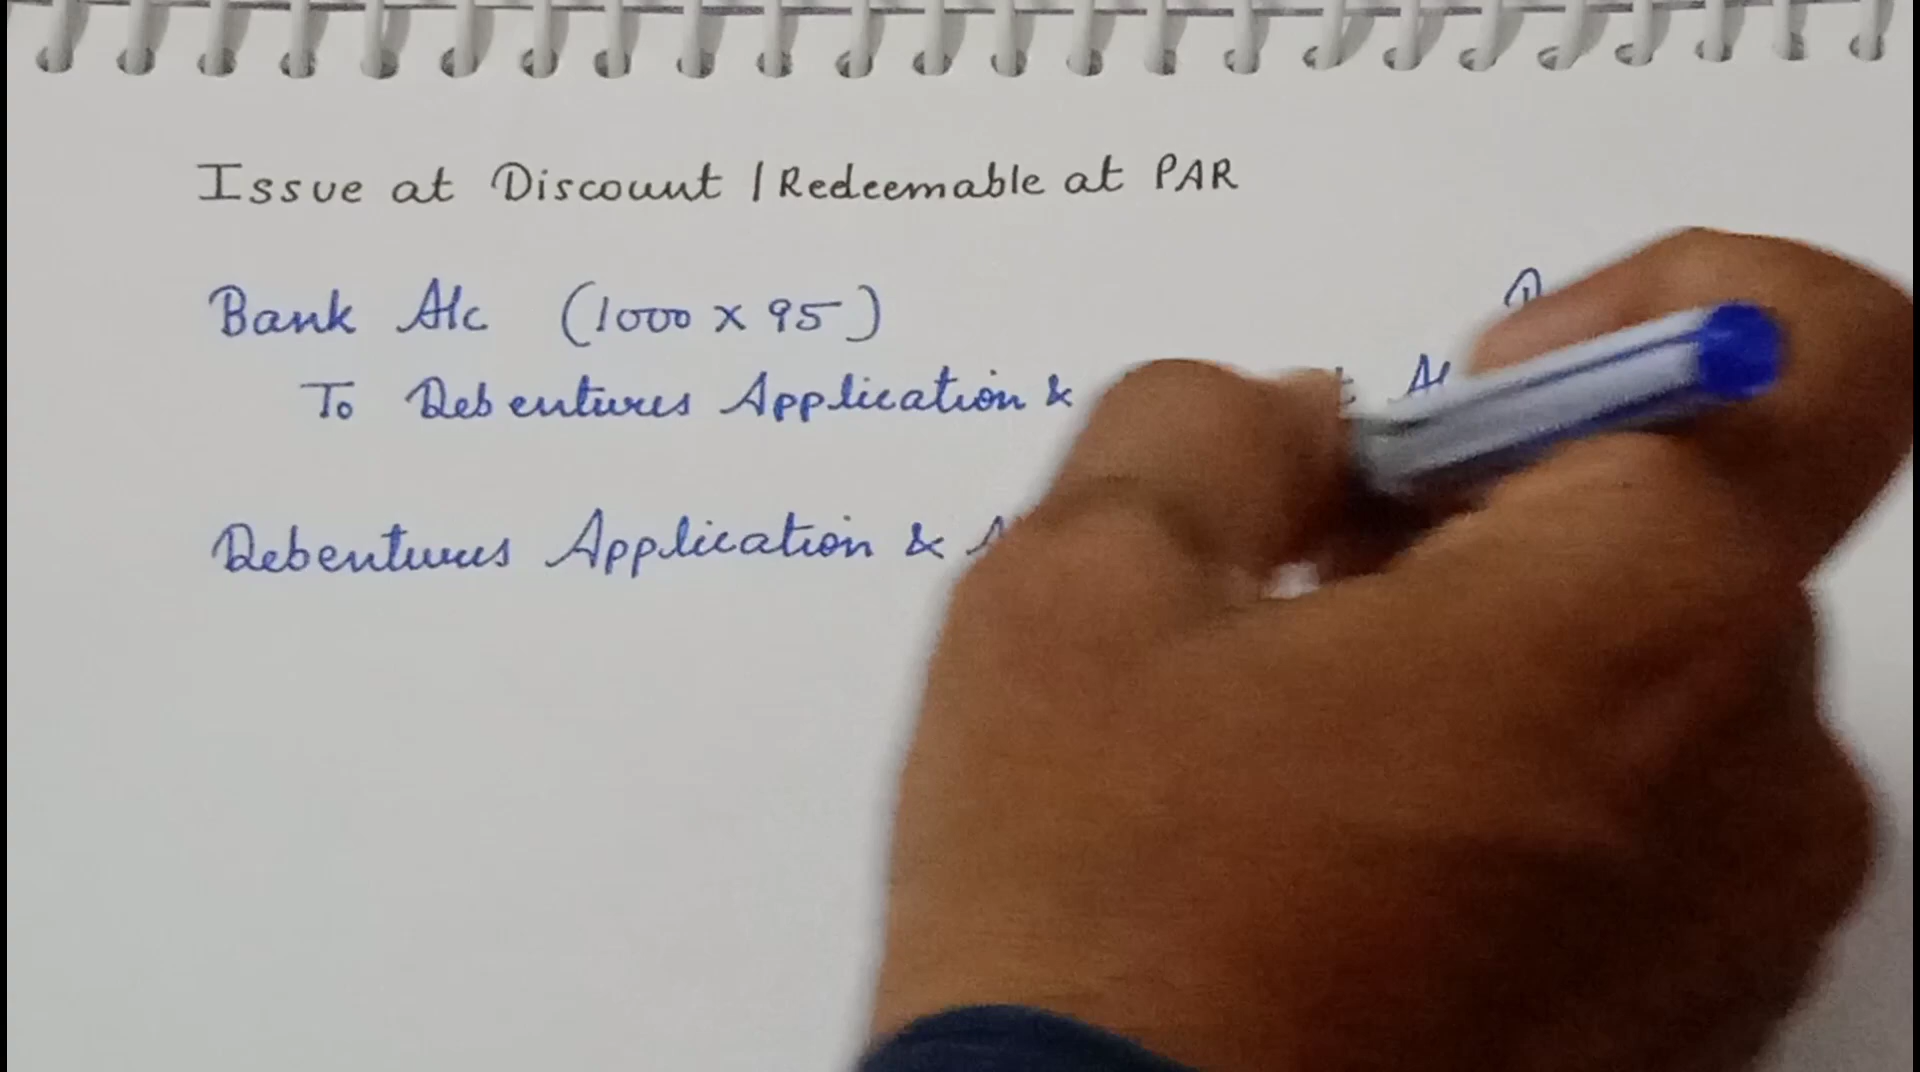 Issue at Discount / Redeemable at PAR
Bank A/c (1000 x 95)
To Debentures Application &
Debentures Application &